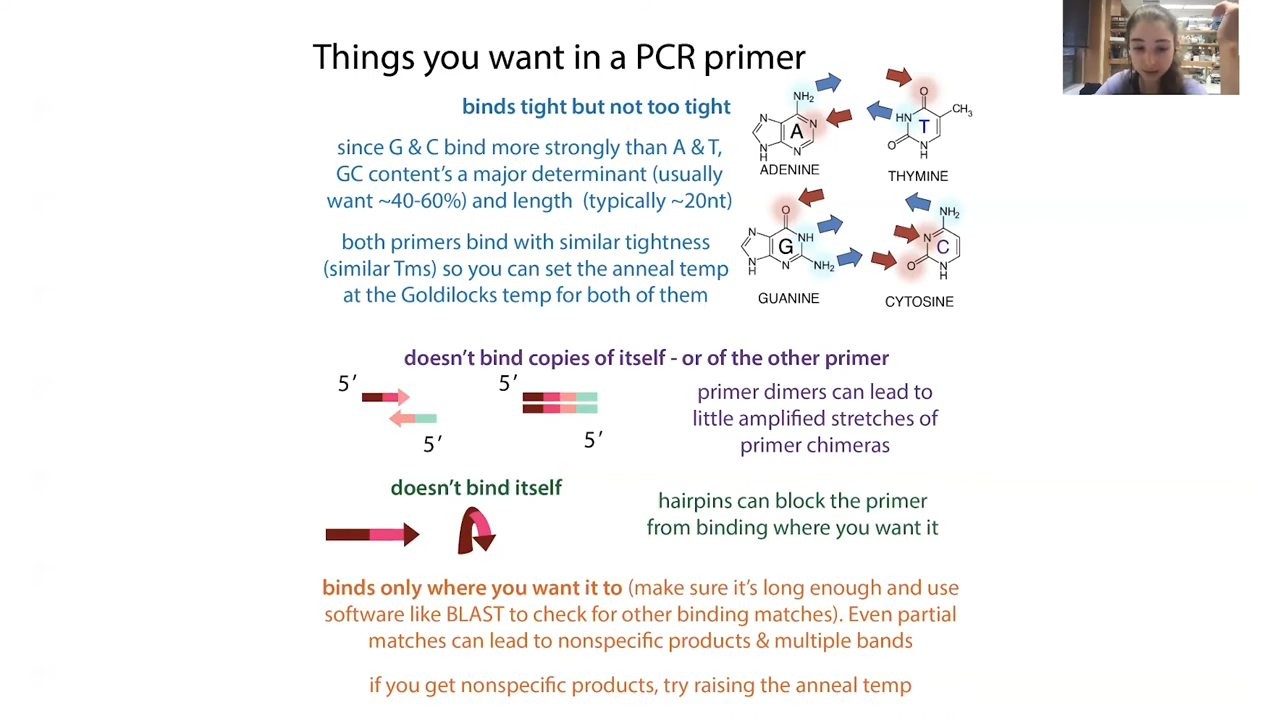 Things you want in a PCR primer
binds tight but not too tight
since G & C bind more strongly than A & T,
GC content's a major determinant (usually
want ~40-60%) and length (typically ~20nt)
both primers bind with similar tightness
(similar Tms) so you can set the anneal temp
at the Goldilocks temp for both of them
NH₂
N
N
A
N
H
N
ADENINE
O
HN
CH₃
T
O
N
H
THYMINE
O
N
NH
G
N
H
N
NH₂
GUANINE
NH₂
N
C
O
N
H
CYTOSINE
doesn't bind copies of itself - or of the other primer
5′
5′
5′
5′
primer dimers can lead to
little amplified stretches of
primer chimeras
doesn't bind itself
hairpins can block the primer
from binding where you want it
binds only where you want it to (make sure it's long enough and use
software like BLAST to check for other binding matches). Even partial
matches can lead to nonspecific products & multiple bands
if you get nonspecific products, try raising the anneal temp